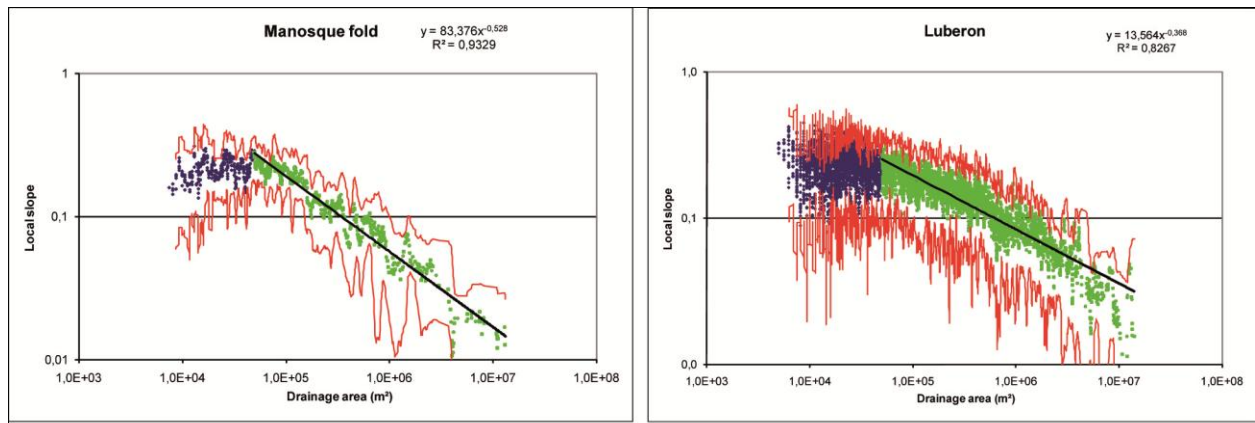 Manosque fold
y = 83,376x⁻⁰,⁵²⁸
R² = 0,9329
1
0,1
0,01
Local slope
1,0E+03 1,0E+04 1,0E+05 1,0E+06 1,0E+07 1,0E+08
Drainage area (m²)
Luberon
y = 13,564x⁻⁰,³⁶⁸
R² = 0,8267
1,0
0,1
0,0
Local slope
1,0E+03 1,0E+04 1,0E+05 1,0E+06 1,0E+07 1,0E+08
Drainage area (m²)